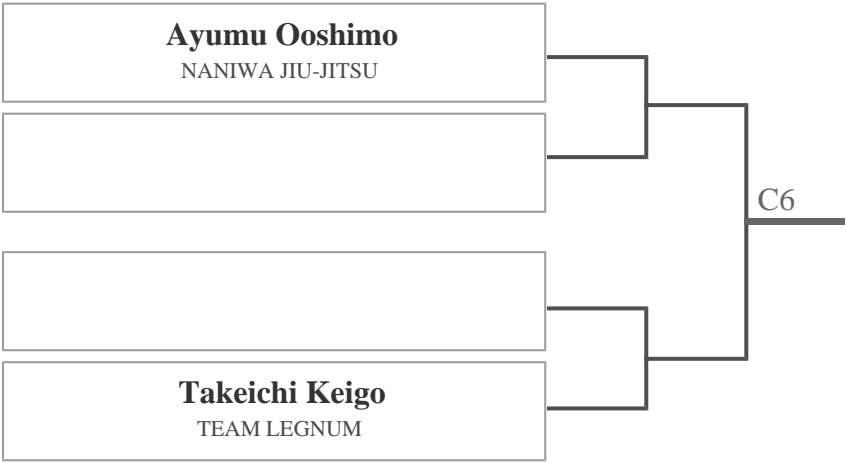 Ayumu Ooshimo
NANIWA JIU-JITSU
C6
Takeichi Keigo
TEAM LEGNUM